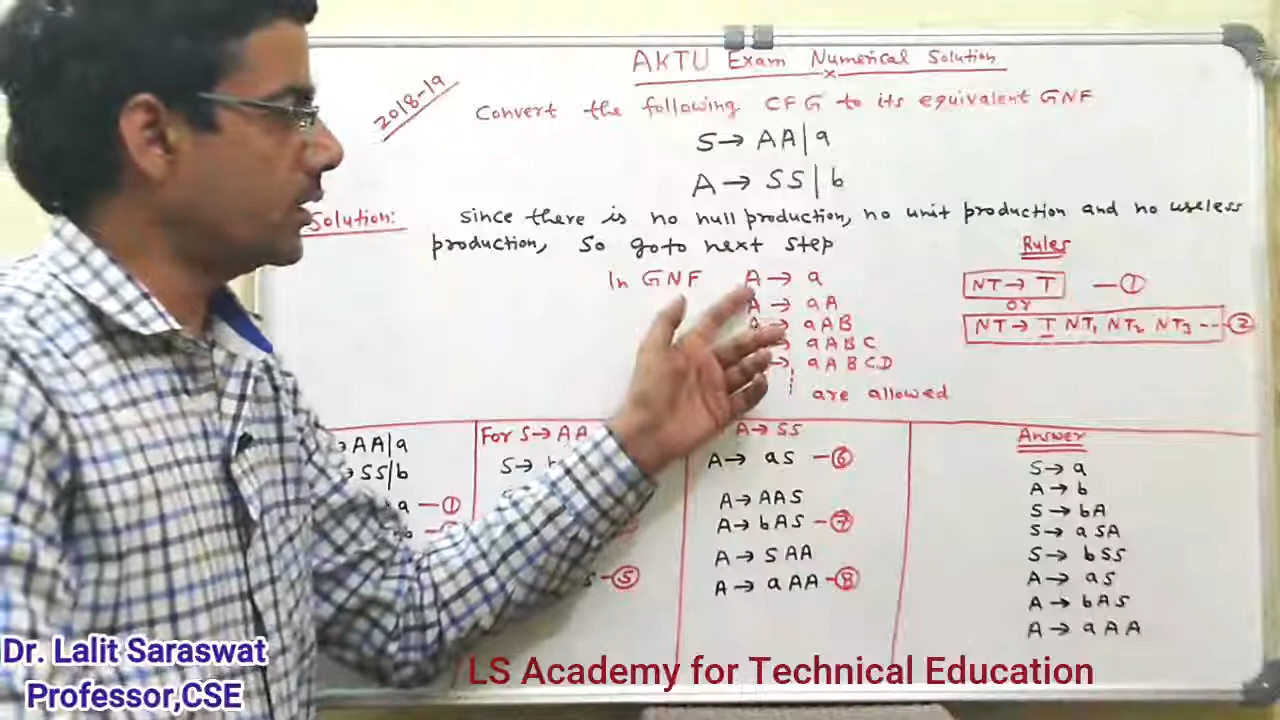 AKTU Exam Numerical Solution
x
2018-19
Convert the following CFG to its equivalent GNF
S → AA | a
A → SS | b
Solution:
since there is no null production, no unit production and no useless
production, so goto next step
Rules
In GNF A → a
A → aA
→ aAB
→ aABC
→ aABCD
are allowed
NT → T — ①
or
NT → T NT₁ NT₂ NT₃ -- ②
→ AA|a
→ SS|b
a — ①
b
For S → AA
S →
S — ⑤
A → SS
A → aS — ⑥
A → AAS
A → bAS — ⑦
A → SAA
A → aAA — ⑧
Answer
S → a
A → b
S → bA
S → aSA
S → bSS
A → aS
A → bAS
A → aAA
Dr. Lalit Saraswat
Professor,CSE
LS Academy for Technical Education